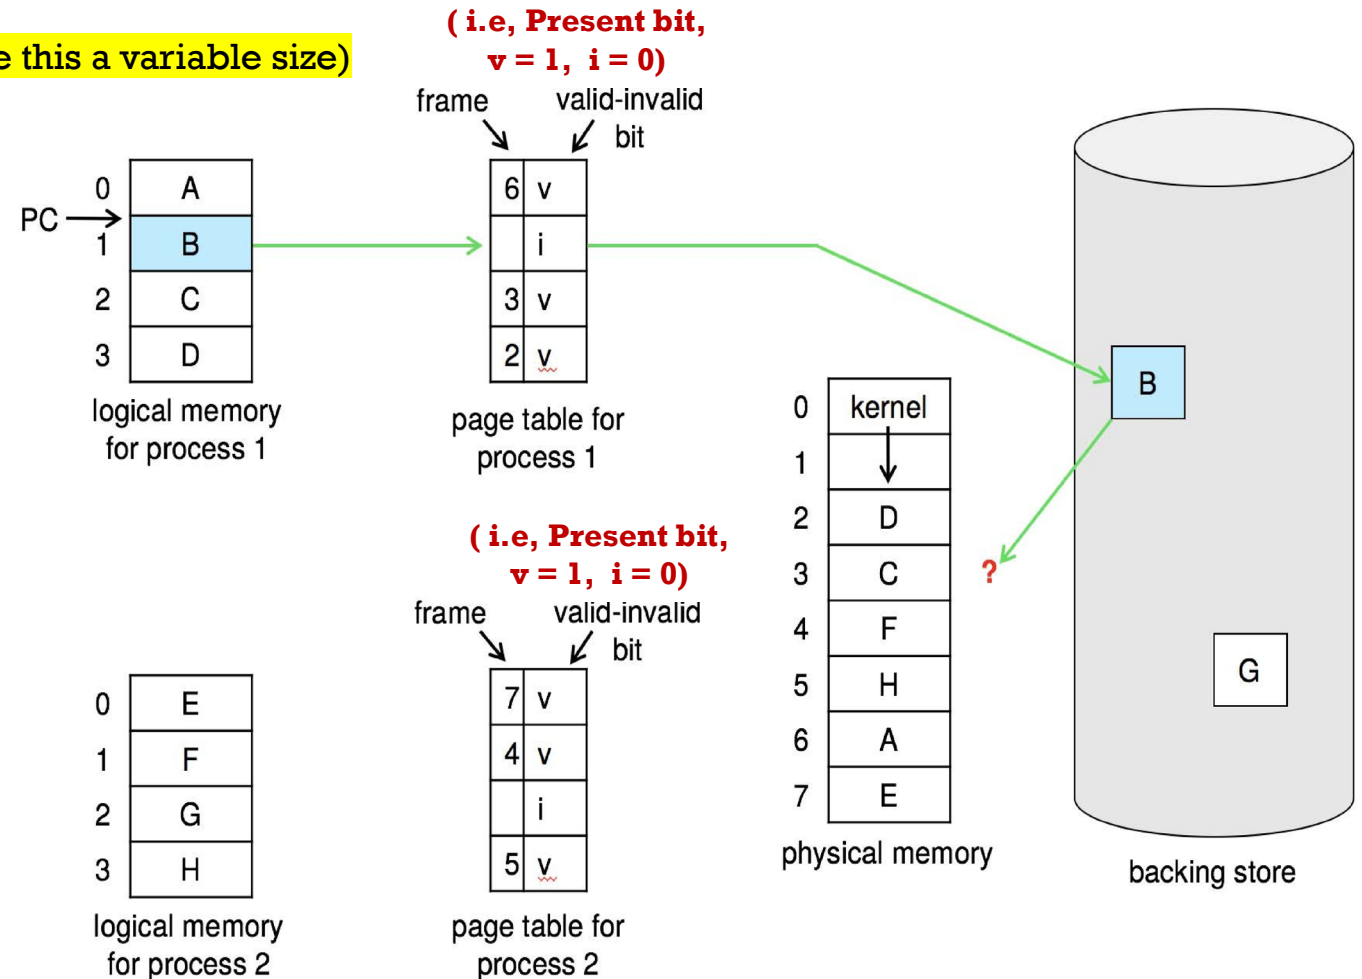 e this a variable size)
( i.e, Present bit,
v = 1, i = 0)
frame
valid-invalid
bit
PC
0 A
1 B
2 C
3 D
6 v
i
3 v
2 v
logical memory
for process 1
page table for
process 1
( i.e, Present bit,
v = 1, i = 0)
frame
valid-invalid
bit
0 E
1 F
2 G
3 H
7 v
4 v
i
5 v
logical memory
for process 2
page table for
process 2
0 kernel
1
2 D
3 C
4 F
5 H
6 A
7 E
?
physical memory
B
G
backing store